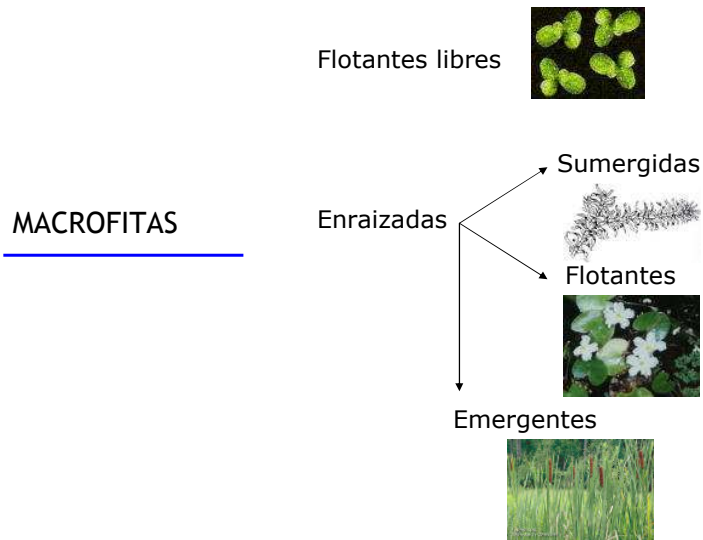 Flotantes libres
Sumergidas
MACROFITAS
Enraizadas
Flotantes
Emergentes